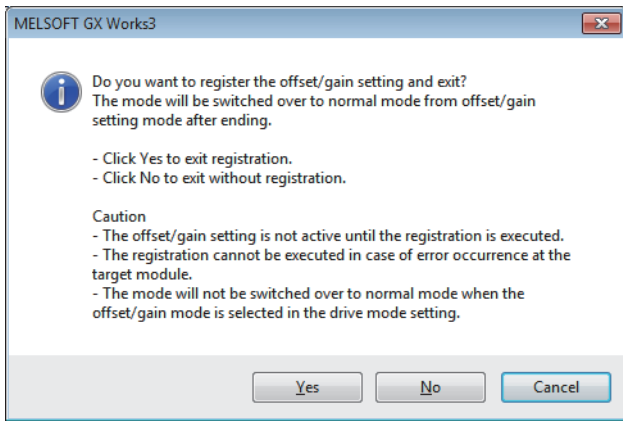 MELSOFT GX Works3
Do you want to register the offset/gain setting and exit?
The mode will be switched over to normal mode from offset/gain
setting mode after ending.
- Click Yes to exit registration.
- Click No to exit without registration.
Caution
- The offset/gain setting is not active until the registration is executed.
- The registration cannot be executed in case of error occurrence at the
target module.
- The mode will not be switched over to normal mode when the
offset/gain mode is selected in the drive mode setting.
Yes
No
Cancel